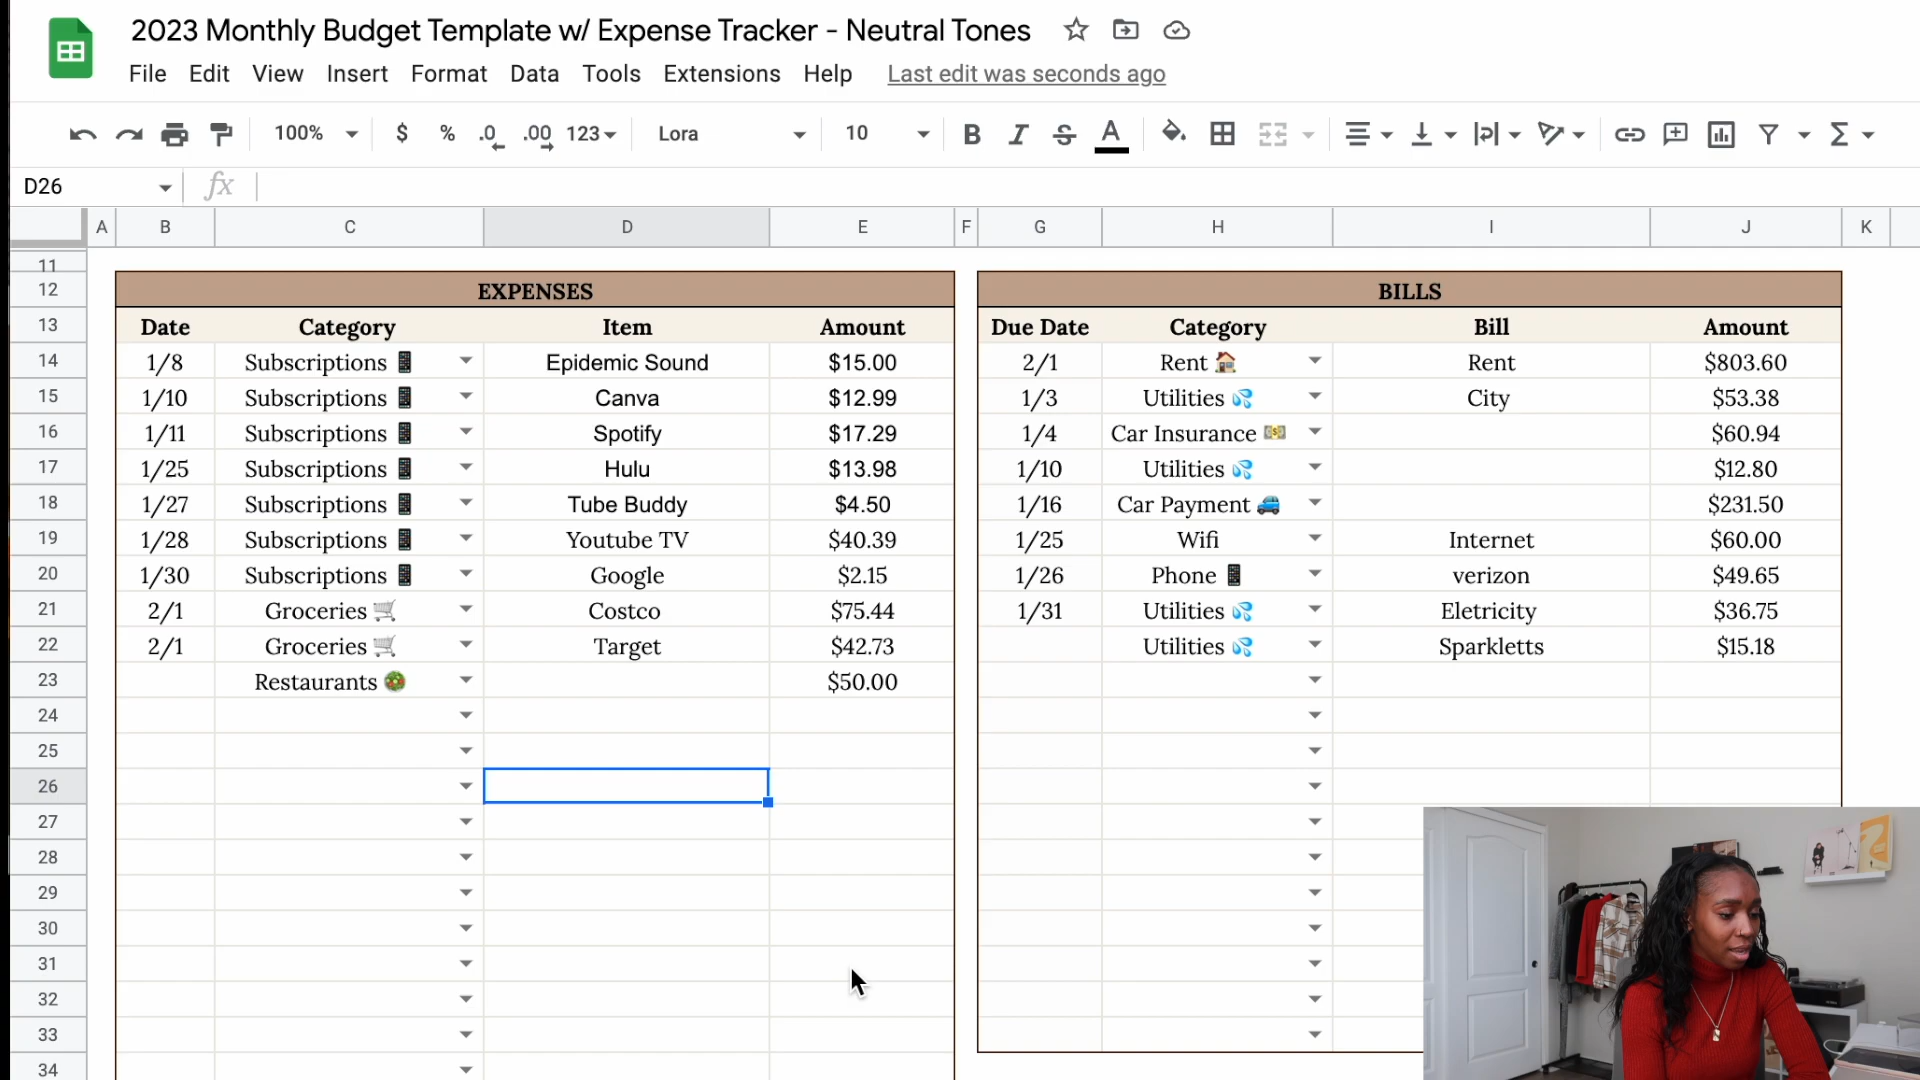 2023 Monthly Budget Template w/ Expense Tracker - Neutral Tones
File Edit View Insert Format Data Tools Extensions Help Last edit was seconds ago
100% $ % .0 .00 123 Lora 10 B I S A Σ
D26 fx
A B C D E F G H I J K
11
12 EXPENSES BILLS
13 Date Category Item Amount Due Date Category Bill Amount
14 1/8 Subscriptions 📱 Epidemic Sound $15.00 2/1 Rent 🏠 Rent $803.60
15 1/10 Subscriptions 📱 Canva $12.99 1/3 Utilities 💦 City $53.38
16 1/11 Subscriptions 📱 Spotify $17.29 1/4 Car Insurance 💵 $60.94
17 1/25 Subscriptions 📱 Hulu $13.98 1/10 Utilities 💦 $12.80
18 1/27 Subscriptions 📱 Tube Buddy $4.50 1/16 Car Payment 🚙 $231.50
19 1/28 Subscriptions 📱 Youtube TV $40.39 1/25 Wifi Internet $60.00
20 1/30 Subscriptions 📱 Google $2.15 1/26 Phone 📱 verizon $49.65
21 2/1 Groceries 🛒 Costco $75.44 1/31 Utilities 💦 Eletricity $36.75
22 2/1 Groceries 🛒 Target $42.73 Utilities 💦 Sparkletts $15.18
23 Restaurants 🥗 $50.00
24
25
26
27
28
29
30
31
32
33
34